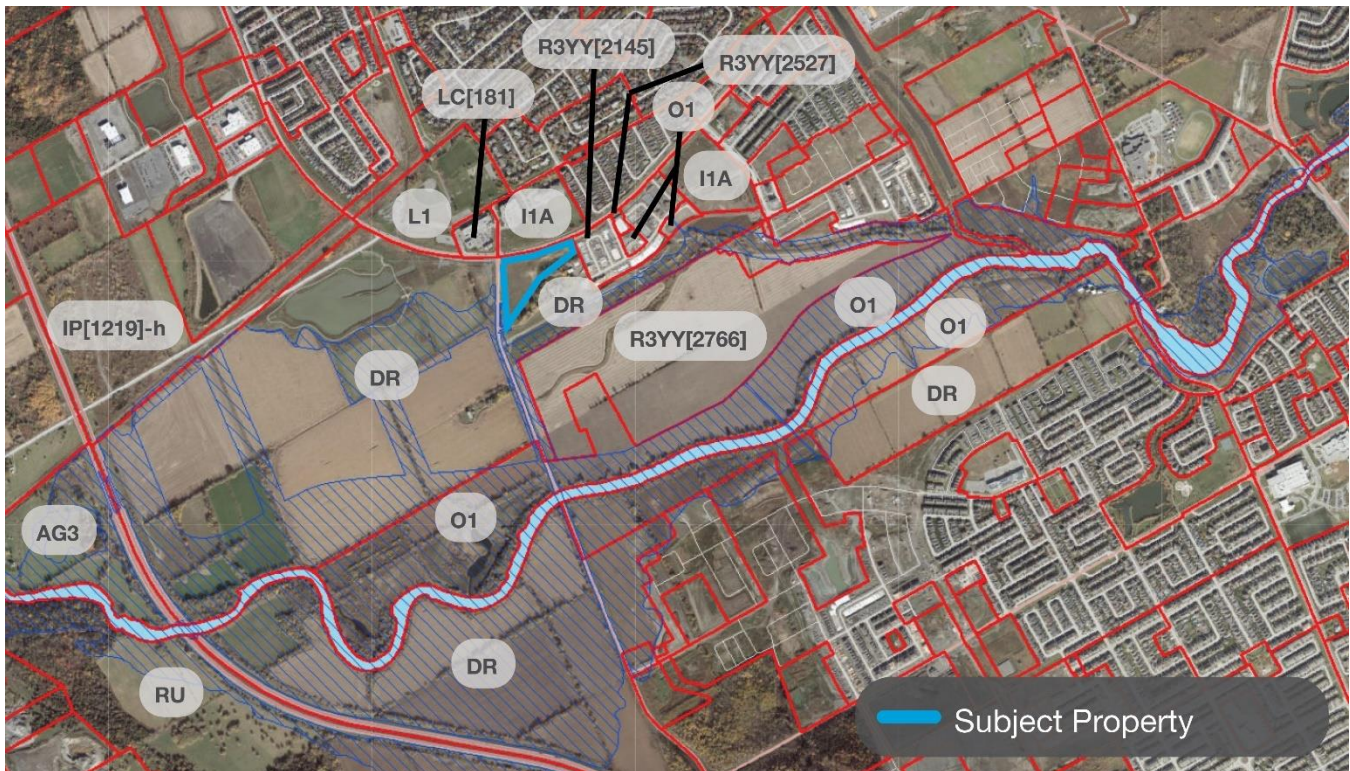 R3YY[2145]
R3YY[2527]
LC[181]
O1
L1
I1A
I1A
DR
IP[1219]-h
R3YY[2766]
O1
O1
DR
DR
O1
AG3
DR
RU
Subject Property